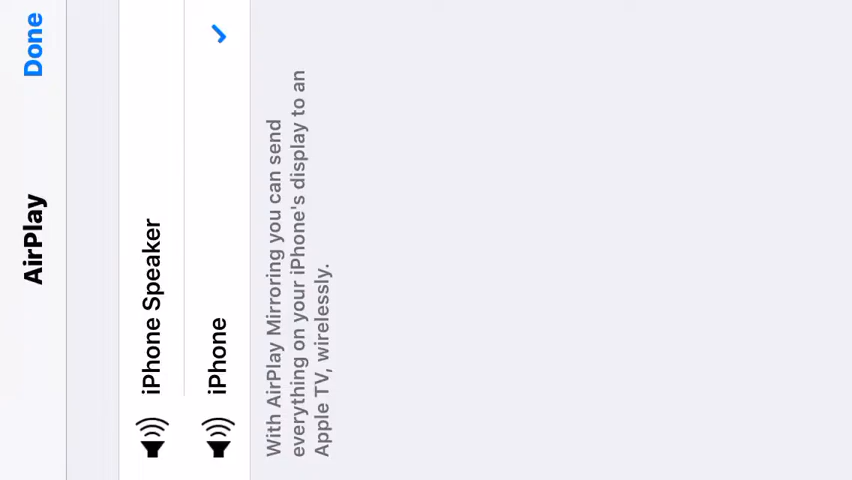 AirPlay
Done
iPhone Speaker
iPhone
With AirPlay Mirroring you can send
everything on your iPhone's display to an
Apple TV, wirelessly.